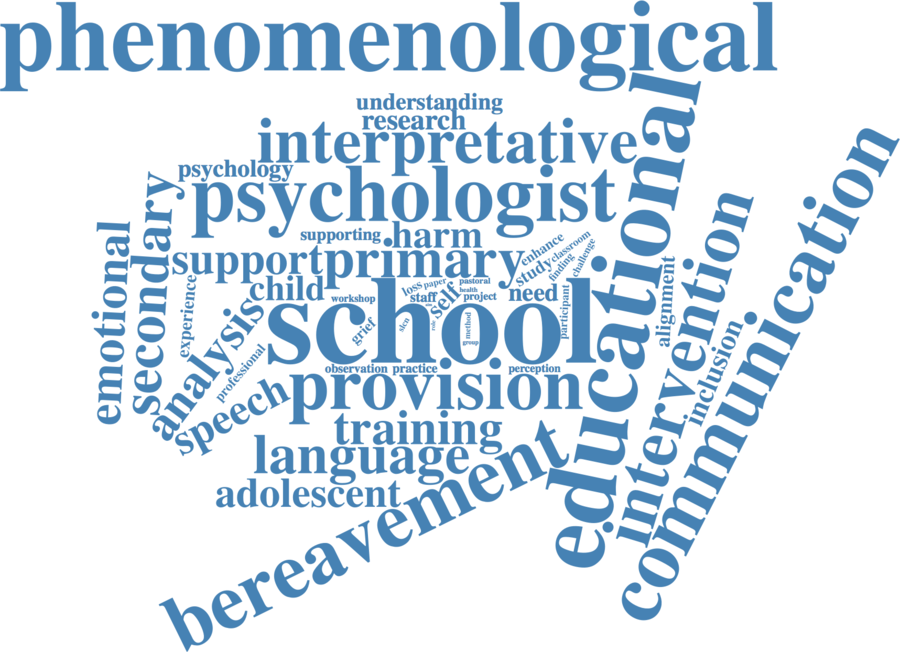 phenomenological
understanding
research
interpretative
educational
psychology
psychologist
secondary
emotional
supporting
harm
support
primary
enhance
classroom
study
finding
challenge
communication
intervention
alignment
inclusion
experience
child
workshop
loss
paper
pastoral
health
staff
self
project
need
participant
school
grief
slcn
role
method
group
analysis
professional
observation
practice
perception
provision
speech
training
language
adolescent
bereavement